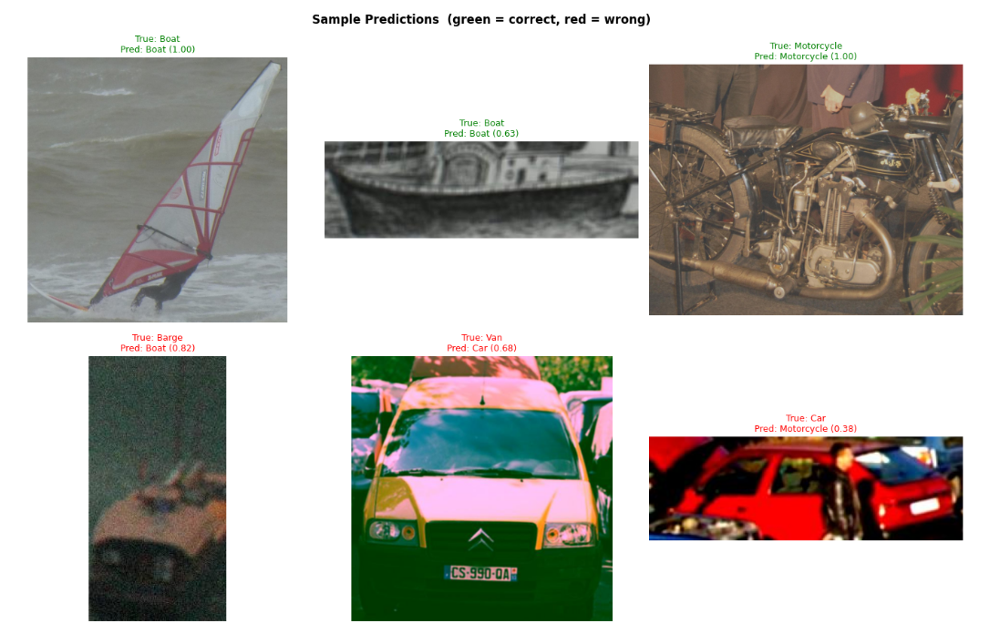 Sample Predictions (green = correct, red = wrong)
True: Boat
Pred: Boat (1.00)
True: Boat
Pred: Boat (0.63)
True: Motorcycle
Pred: Motorcycle (1.00)
True: Barge
Pred: Boat (0.82)
True: Van
Pred: Car (0.68)
CS-990-QA
True: Car
Pred: Motorcycle (0.38)